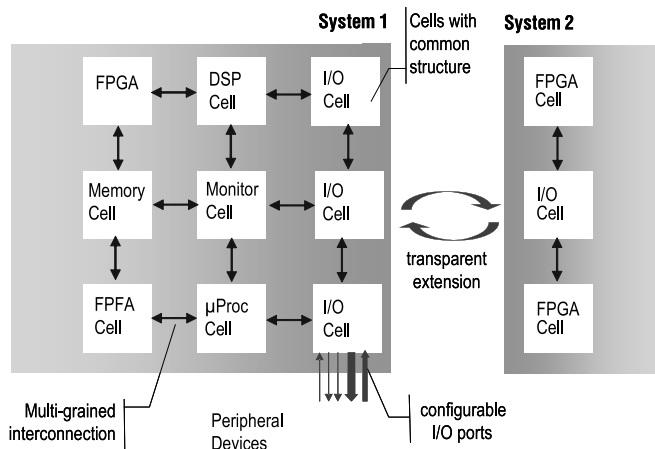 System 1
Cells with
common
structure
System 2
FPGA
DSP
Cell
I/O
Cell
FPGA
Cell
Memory
Cell
Monitor
Cell
I/O
Cell
transparent
extension
I/O
Cell
FPFA
Cell
μProc
Cell
I/O
Cell
FPGA
Cell
Multi-grained
interconnection
Peripheral
Devices
configurable
I/O ports